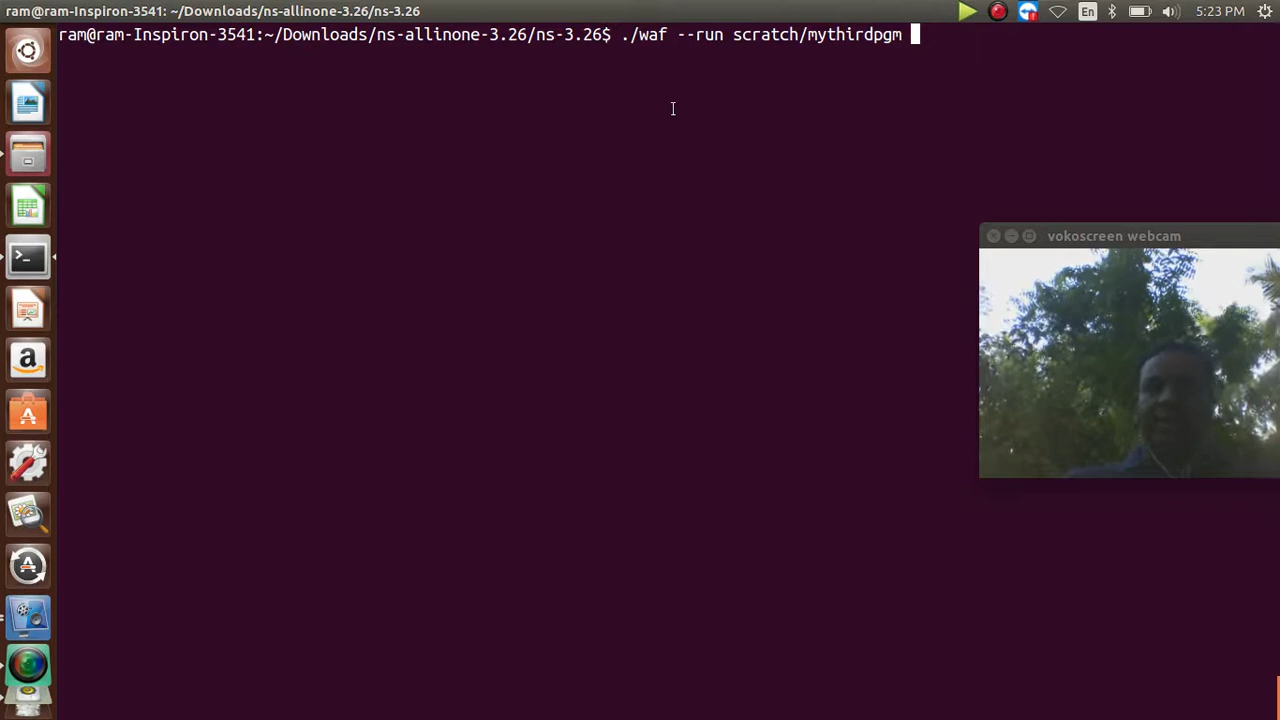 ram@ram-Inspiron-3541: ~/Downloads/ns-allinone-3.26/ns-3.26
En
5:23 PM
ram@ram-Inspiron-3541:~/Downloads/ns-allinone-3.26/ns-3.26$ ./waf --run scratch/mythirdpgm
vokoscreen webcam